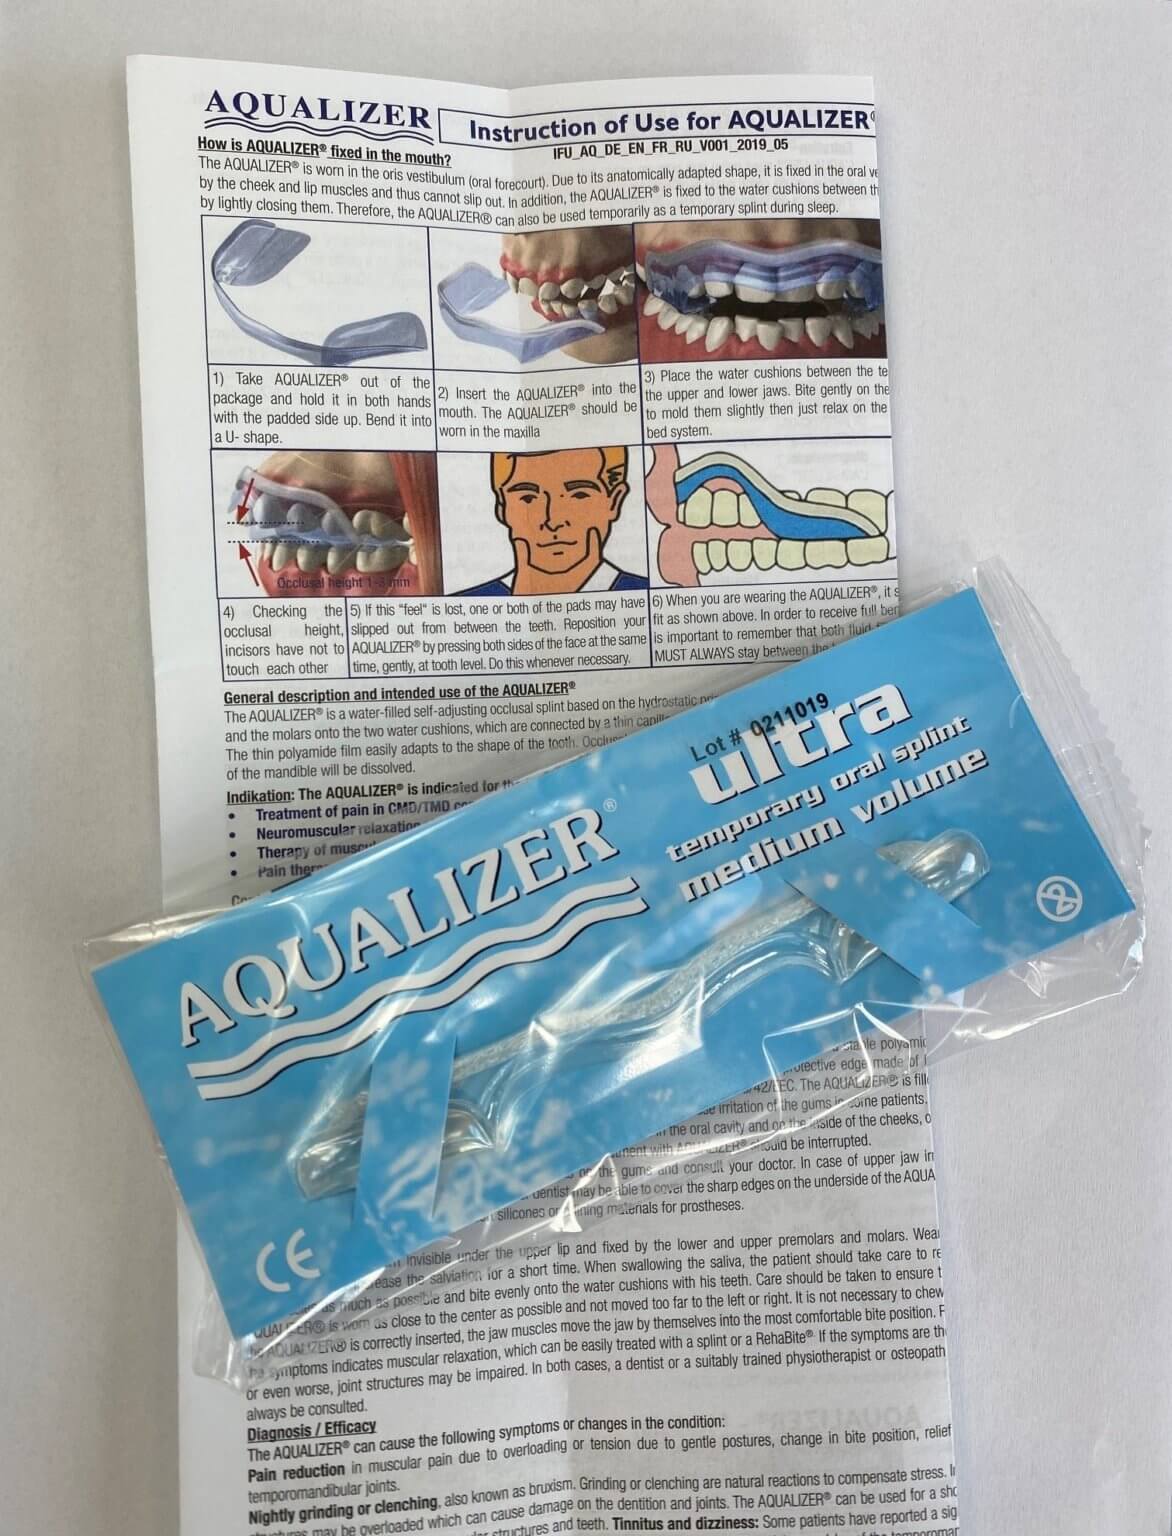 AQUALIZER
Instruction of Use for AQUALIZER®
IFU_AQ_DE_EN_FR_RU_V001_2019_05
How is AQUALIZER® fixed in the mouth?
The AQUALIZER® is worn in the oris vestibulum (oral forecourt). Due to its anatomically adapted shape, it is fixed in the oral
by the cheek and lip muscles and thus cannot slip out. In addition, the AQUALIZER® is fixed to the water cushions between
by lightly closing them. Therefore, the AQUALIZER® can also be used temporarily as a temporary splint during sleep.
1) Take AQUALIZER® out of the
package and hold it in both hands
with the padded side up. Bend it into
a U- shape.
2) Insert the AQUALIZER® into the
mouth. The AQUALIZER® should be
worn in the maxilla
3) Place the water cushions between the te
the upper and lower jaws. Bite gently on the
to mold them slightly then just relax on the
bed system.
Occlusal height 1-3 mm
4) Checking the
occlusal height,
incisors have not to
touch each other
5) If this "feel" is lost, one or both of the pads may have
slipped out from between the teeth. Reposition your
AQUALIZER® by pressing both sides of the face at the same
time, gently, at tooth level. Do this whenever necessary.
6) When you are wearing the AQUALIZER®, it s
fit as shown above. In order to receive full ben
is important to remember that both fluid
MUST ALWAYS stay between the
General description and intended use of the AQUALIZER®
The AQUALIZER® is a water-filled self-adjusting occlusal splint based on the hydrostatic
and the molars onto the two water cushions, which are connected by a thin
The thin polyamide film easily adapts to the shape of the tooth.
of the mandible will be dissolved.
Indikation: The AQUALIZER® is indicated for
• Treatment of pain in CMD/TMD
• Neuromuscular relaxation
• Therapy of
• Pain
Lot # 0211019
AQUALIZER®
ultra
temporary oral splint
medium volume
CE
polyamic
protective edge made of
/42/EEC. The AQUALIZER® is fill
irritation of the gums in some patients.
in the oral cavity and on the inside of the cheeks, o
with AQUALIZER® should be interrupted.
the gums and consult your doctor. In case of upper jaw in
dentist may be able to cover the sharp edges on the underside of the AQUA
silicones or lining materials for prostheses.
invisible under the upper lip and fixed by the lower and upper premolars and molars. Wear
the salviation for a short time. When swallowing the saliva, the patient should take care to re
as much as possible and bite evenly onto the water cushions with his teeth. Care should be taken to ensure t
QUALIZER® is worn as close to the center as possible and not moved too far to the left or right. It is not necessary to chew
AQUALIZER® is correctly inserted, the jaw muscles move the jaw by themselves into the most comfortable bite position. F
symptoms indicates muscular relaxation, which can be easily treated with a splint or a RehaBite® If the symptoms are th
or even worse, joint structures may be impaired. In both cases, a dentist or a suitably trained physiotherapist or osteopath
always be consulted.
Diagnosis / Efficacy
The AQUALIZER® can cause the following symptoms or changes in the condition:
Pain reduction in muscular pain due to overloading or tension due to gentle postures, change in bite position, relief
temporomandibular joints.
Nightly grinding or clenching, also known as bruxism. Grinding or clenching are natural reactions to compensate stress. I
may be overloaded which can cause damage on the dentition and joints. The AQUALIZER® can be used for a sho
structures and teeth. Tinnitus and dizziness: Some patients have reported a sig